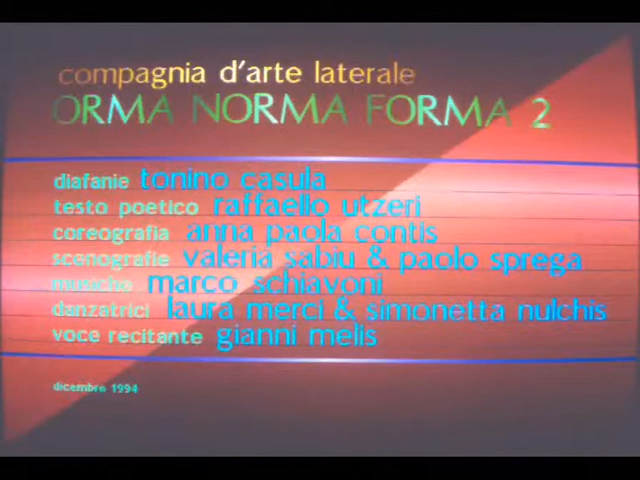 compagnia d'arte laterale
ORMA NORMA FORMA 2
diafanie tonino casula
testo poetico raffaello utzeri
coreografia anna paola contis
scenografie valeria sabiu & paolo sprega
musiche marco schiavoni
danzatrici laura merci & simonetta nulchis
voce recitante gianni melis
dicembre 1994